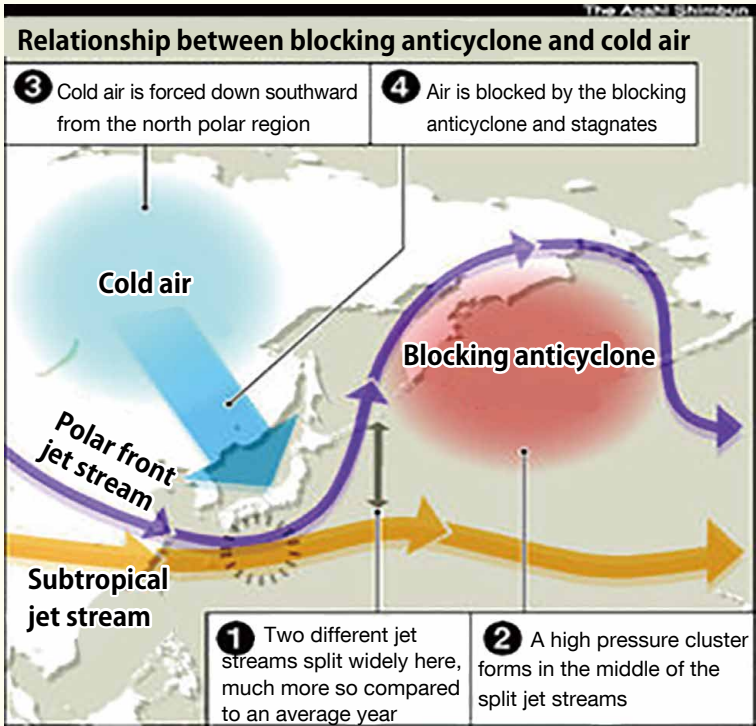 The Asahi Shimbun
Relationship between blocking anticyclone and cold air
3 Cold air is forced down southward
from the north polar region
4 Air is blocked by the blocking
anticyclone and stagnates
Cold air
Blocking anticyclone
Polar front
jet stream
Subtropical
jet stream
1 Two different jet
streams split widely here,
much more so compared
to an average year
2 A high pressure cluster
forms in the middle of the
split jet streams